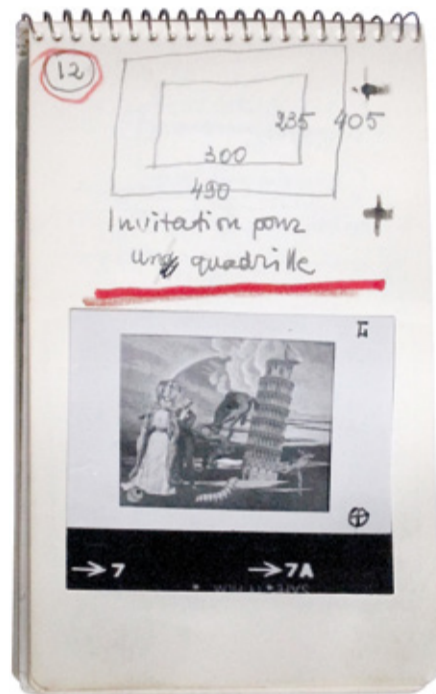 12
235 405
300
490
Invitation pour
une quadrille
→7 →7A